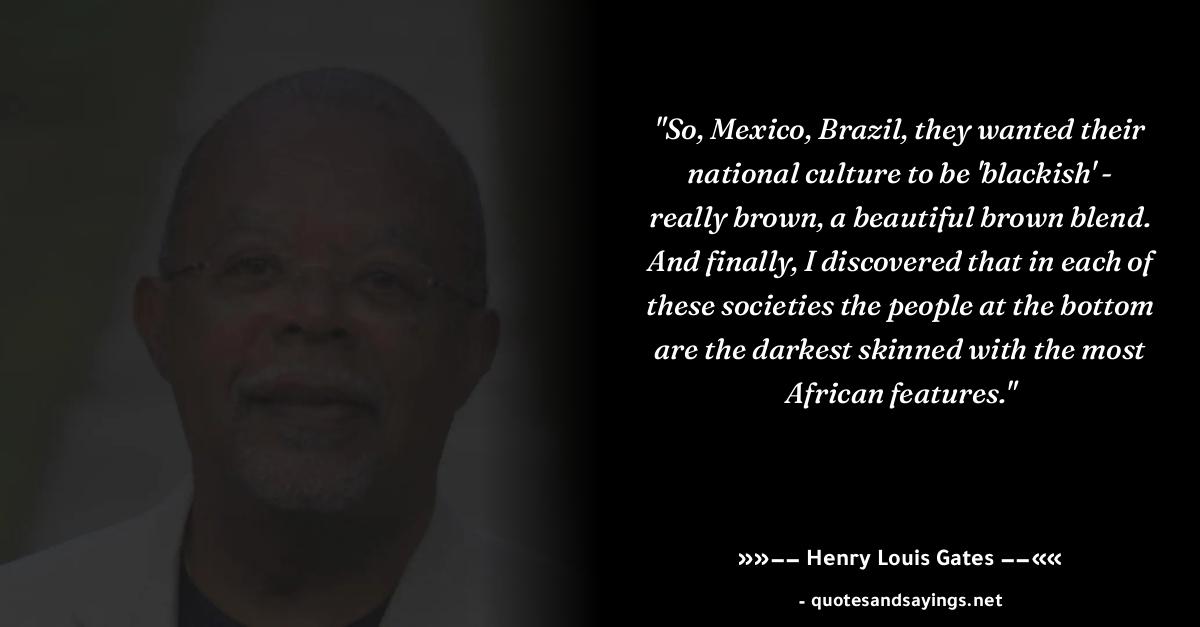 "So, Mexico, Brazil, they wanted their
national culture to be 'blackish' -
really brown, a beautiful brown blend.
And finally, I discovered that in each of
these societies the people at the bottom
are the darkest skinned with the most
African features."
»»−− Henry Louis Gates −−««
- quotesandsayings.net